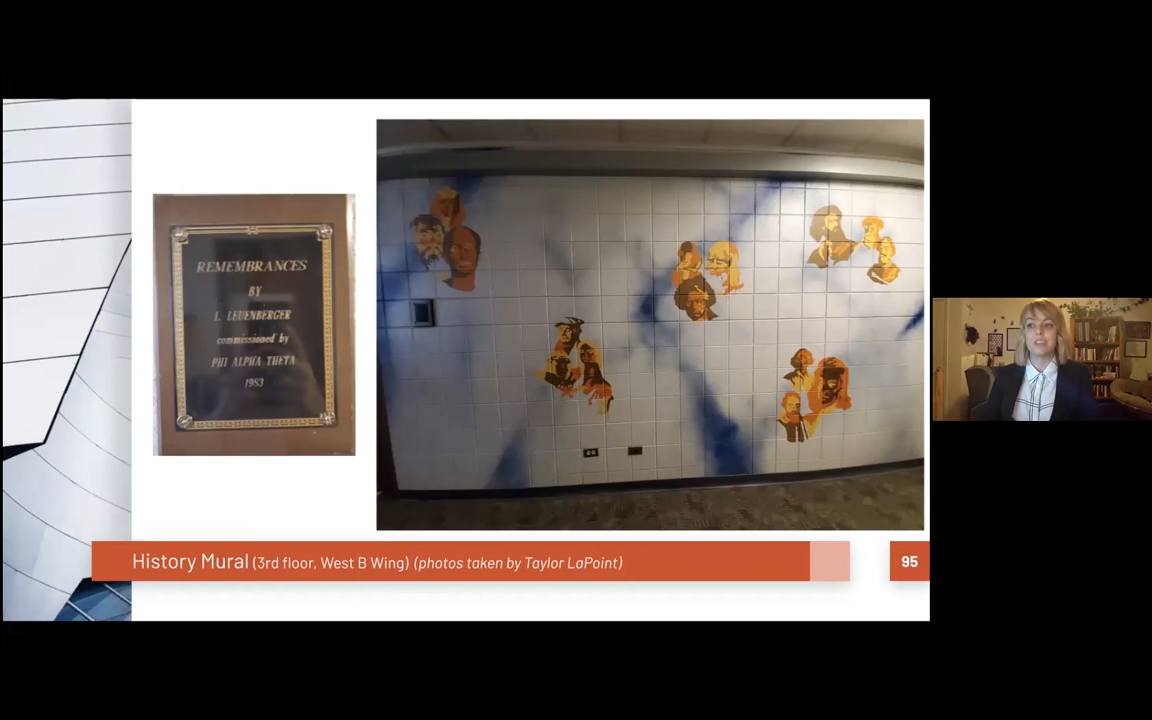 REMEMBRANCES
BY
L. LEUENBERGER
commissioned by
PHI ALPHA THETA
1983
History Mural (3rd floor, West B Wing) (photos taken by Taylor LaPoint)
95